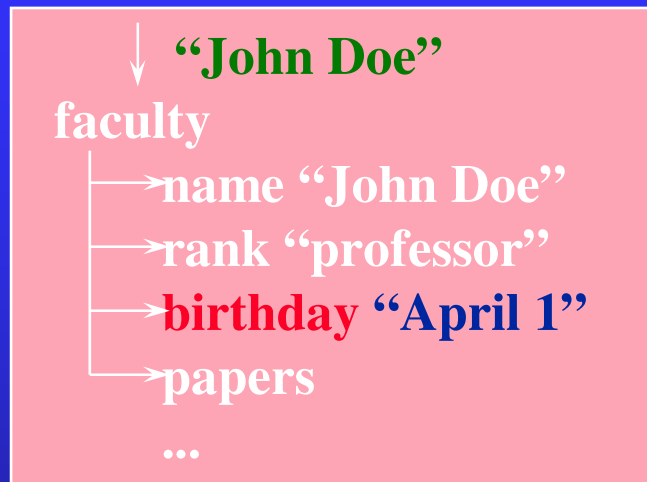 “John Doe”
faculty
name “John Doe”
rank “professor”
birthday “April 1”
papers
...